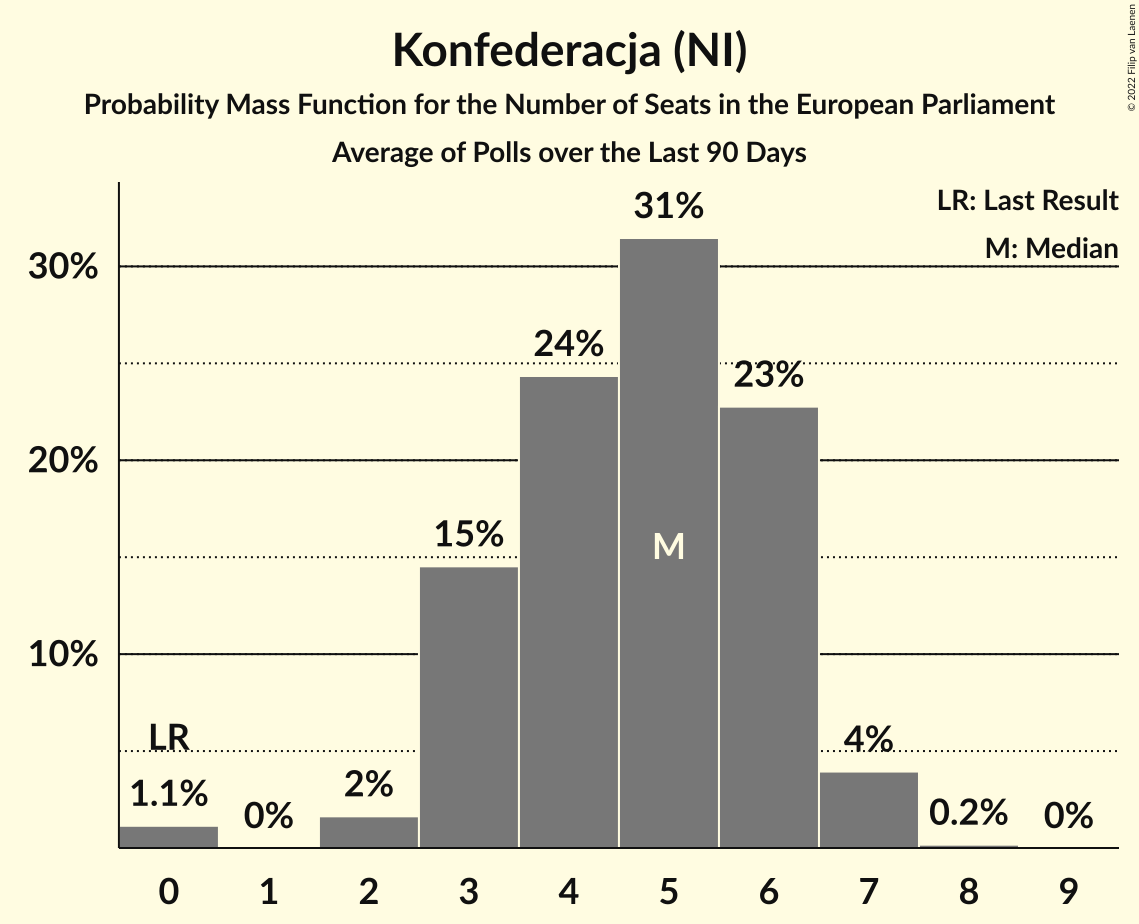 Konfederacja (NI)
Probability Mass Function for the Number of Seats in the European Parliament
Average of Polls over the Last 90 Days
© 2022 Filip van Laenen
LR: Last Result
M: Median
31%
30%
24%
23%
20%
15%
M
10%
LR
4%
1.1%
0%
2%
0.2%
0%
0 1 2 3 4 5 6 7 8 9